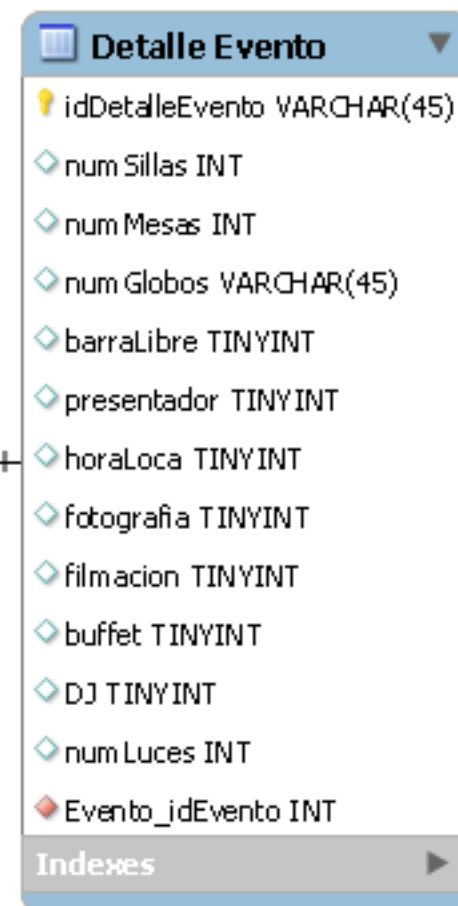 Detalle Evento
idDetalleEvento VARCHAR(45)
numSillas INT
numMesas INT
numGlobos VARCHAR(45)
barraLibre TINYINT
presentador TINYINT
horaLoca TINYINT
fotografia TINYINT
filmacion TINYINT
buffet TINYINT
DJ TINYINT
numLuces INT
Evento_idEvento INT
Indexes